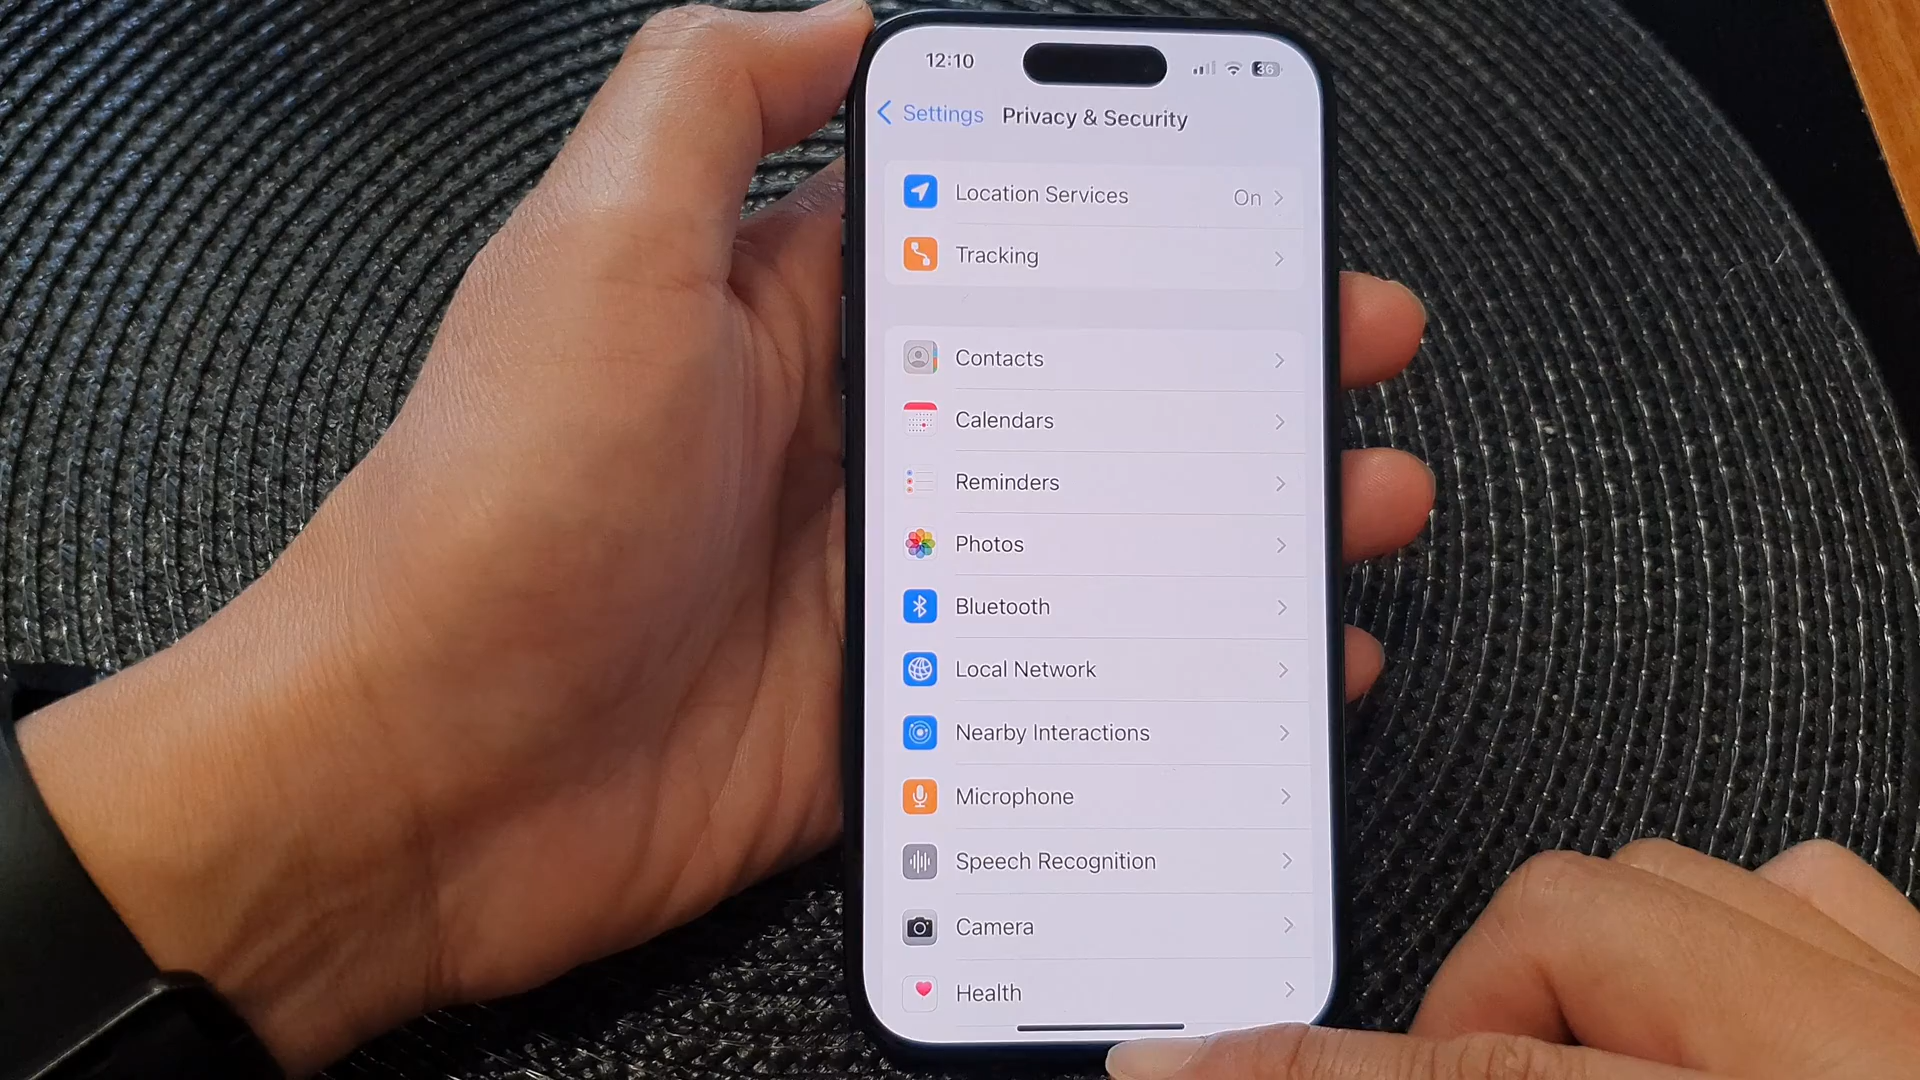 12:10
36
Settings
Privacy & Security
Location Services On
Tracking
Contacts
Calendars
Reminders
Photos
Bluetooth
Local Network
Nearby Interactions
Microphone
Speech Recognition
Camera
Health